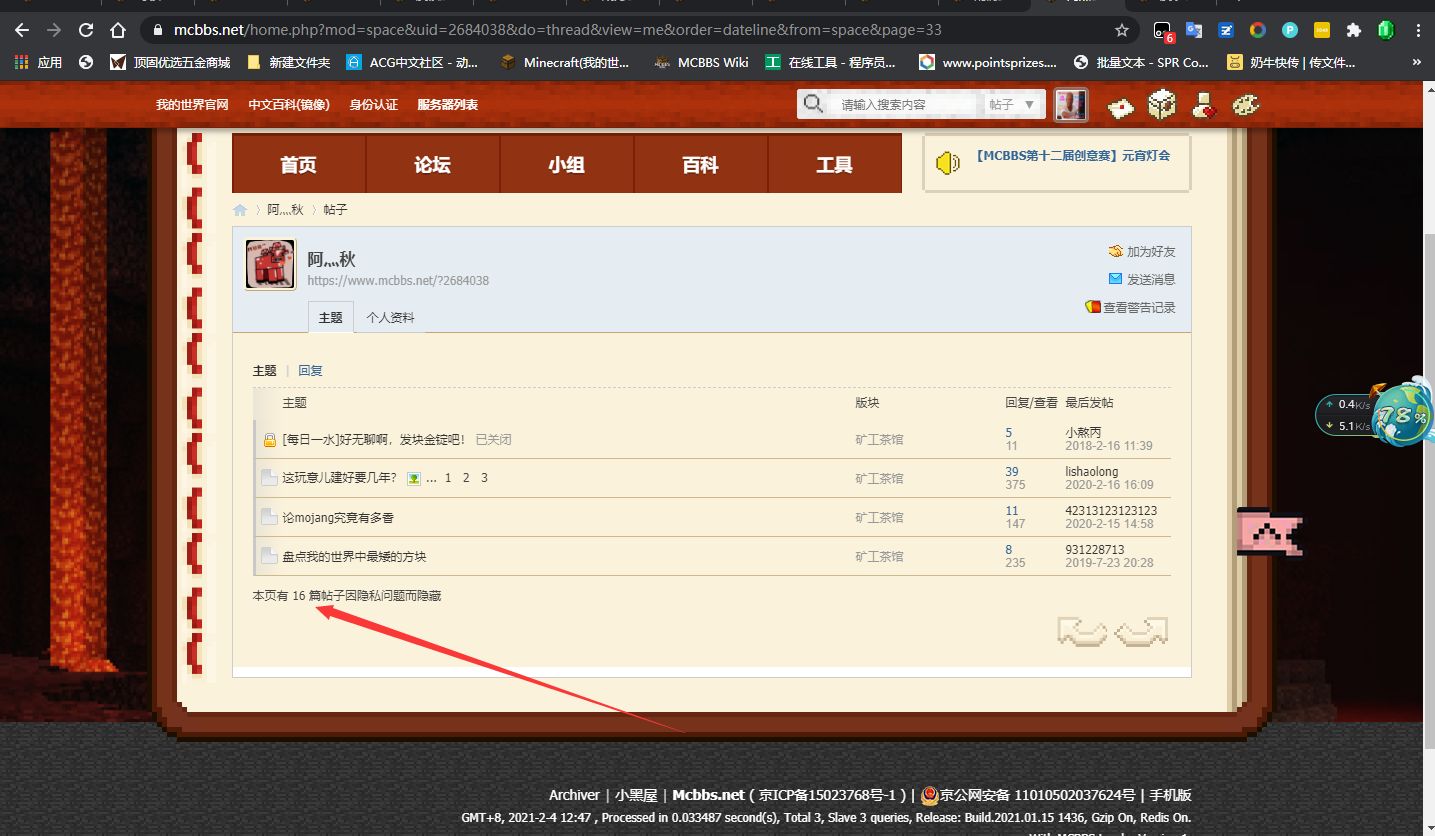 mcbbs.net/home.php?mod=space&uid=2684038&do=thread&view=me&order=dateline&from=space&page=33
6
应用 顶固优选五金商城 新建文件夹 ACG中文社区 - 动... Minecraft(我的世... MCBBS Wiki 在线工具 - 程序员... www.pointsprizes.... 批量文本 - SPR Co... 奶牛快传 | 传文件... »
我的世界官网 中文百科(镜像) 身份认证 服务器列表 请输入搜索内容 帖子
首页 论坛 小组 百科 工具
【MCBBS第十二届创意赛】元宵灯会
阿灬秋 帖子
阿灬秋
https://www.mcbbs.net/?2684038
加为好友
发送消息
查看警告记录
主题 个人资料
主题 | 回复
主题 版块 回复/查看 最后发帖
[每日一水]好无聊啊，发块金锭吧！ 已关闭 矿工茶馆 5 小熬丙
11 2018-2-16 11:39
这玩意儿建好要几年? ... 1 2 3 矿工茶馆 39 lishaolong
375 2020-2-16 16:09
论mojang究竟有多香 矿工茶馆 11 42313123123123
147 2020-2-15 14:58
盘点我的世界中最矮的方块 矿工茶馆 8 931228713
235 2019-7-23 20:28
本页有 16 篇帖子因隐私问题而隐藏
0.4K/s
5.1K/s
78%
Archiver | 小黑屋 | Mcbbs.net ( 京ICP备15023768号-1 ) | 京公网安备 11010502037624号 | 手机版
GMT+8, 2021-2-4 12:47 , Processed in 0.033487 second(s), Total 3, Slave 3 queries, Release: Build.2021.01.15 1436, Gzip On, Redis On.